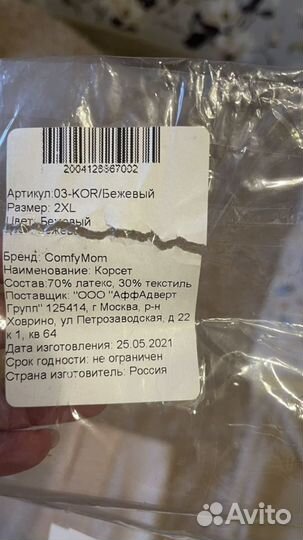 2004126867002
Артикул:03-KOR/Бежевый
Размер: 2XL
Цвет: Бежевый
Бренд: ComfyMom
Наименование: Корсет
Состав:70% латекс, 30% текстиль
Поставщик: "ООО "АффАдверт
Групп" 125414, г Москва, р-н
Ховрино, ул Петрозаводская, д 22
к 1, кв 64
Дата изготовления: 25.05.2021
Срок годности: не ограничен
Страна изготовитель: Россия
Avito